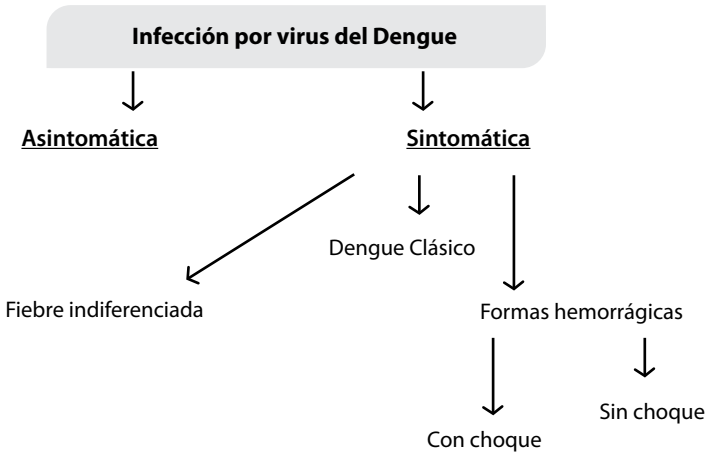 Infección por virus del Dengue
Asintomática
Sintomática
Dengue Clásico
Fiebre indiferenciada
Formas hemorrágicas
Sin choque
Con choque